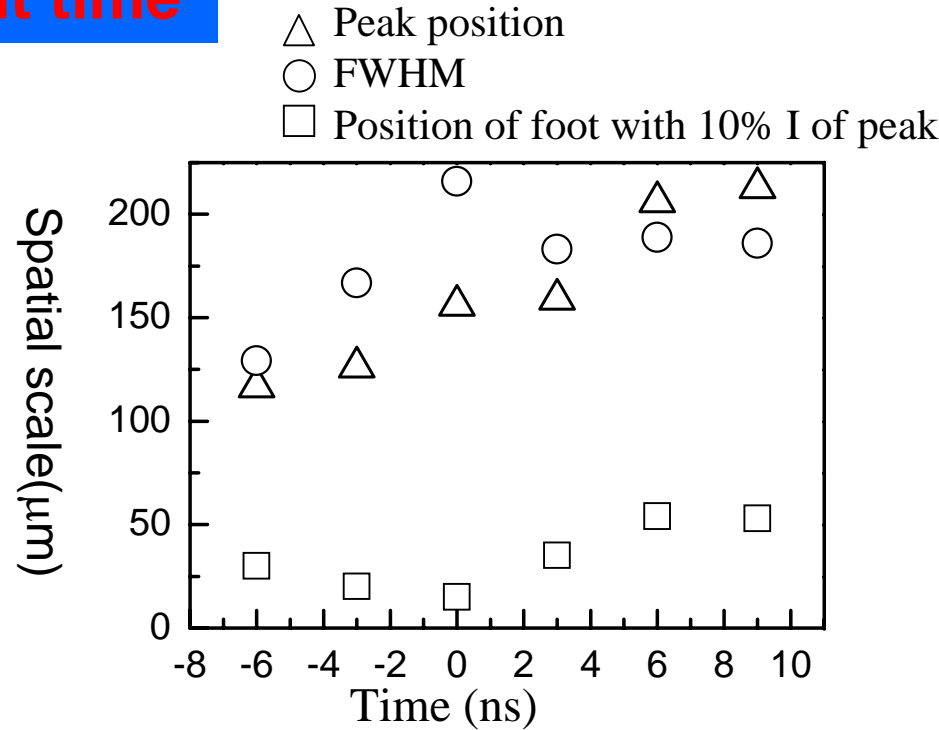 time
Peak position
FWHM
Position of foot with 10% I of peak
Spatial scale(μm)
200
150
100
50
0
-8 -6 -4 -2 0 2 4 6 8 10
Time (ns)